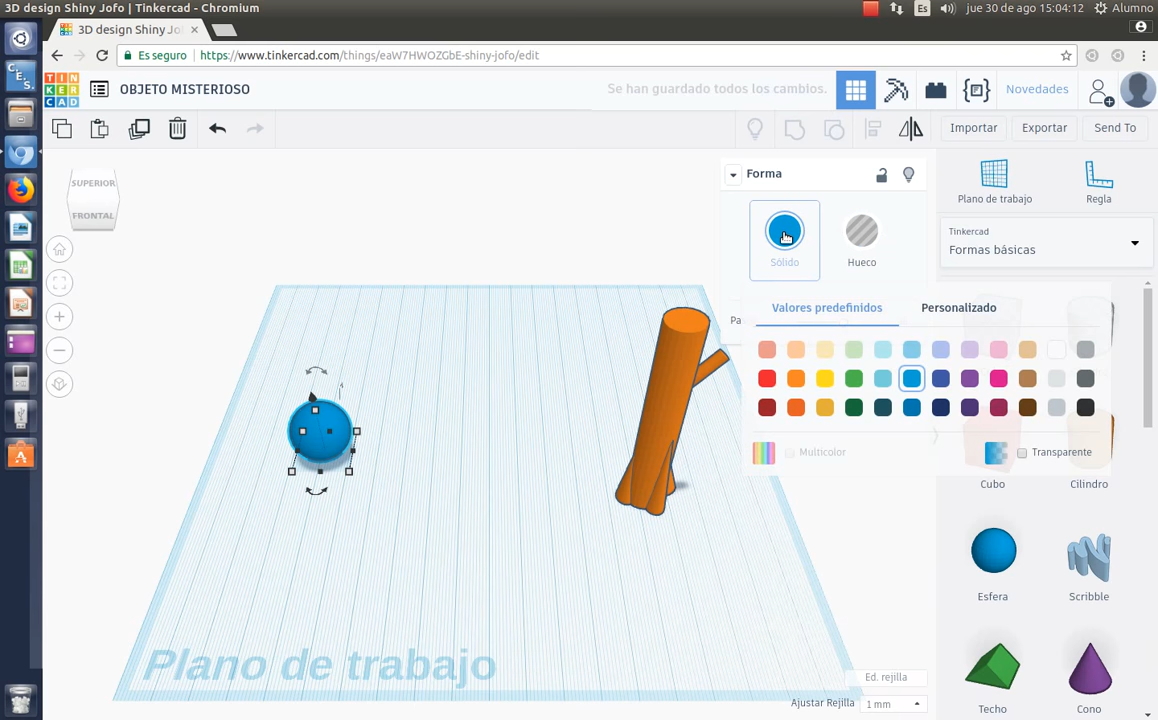 3D design Shiny Jofo | Tinkercad - Chromium
Es
jue 30 de ago 15:04:12
Alumno
3D design Shiny Jo
Es seguro
https://www.tinkercad.com/things/eaW7HWOZGbE-shiny-jofo/edit
TIN
KER
CAD
OBJETO MISTERIOSO
Se han guardado todos los cambios.
Novedades
Importar
Exportar
Send To
SUPERIOR
FRONTAL
Forma
Sólido
Hueco
Plano de trabajo
Regla
Tinkercad
Formas básicas
Pa
Valores predefinidos
Personalizado
Multicolor
Transparente
Cubo
Cilindro
Esfera
Scribble
Techo
Cono
Plano de trabajo
Ed. rejilla
Ajustar Rejilla
1 mm